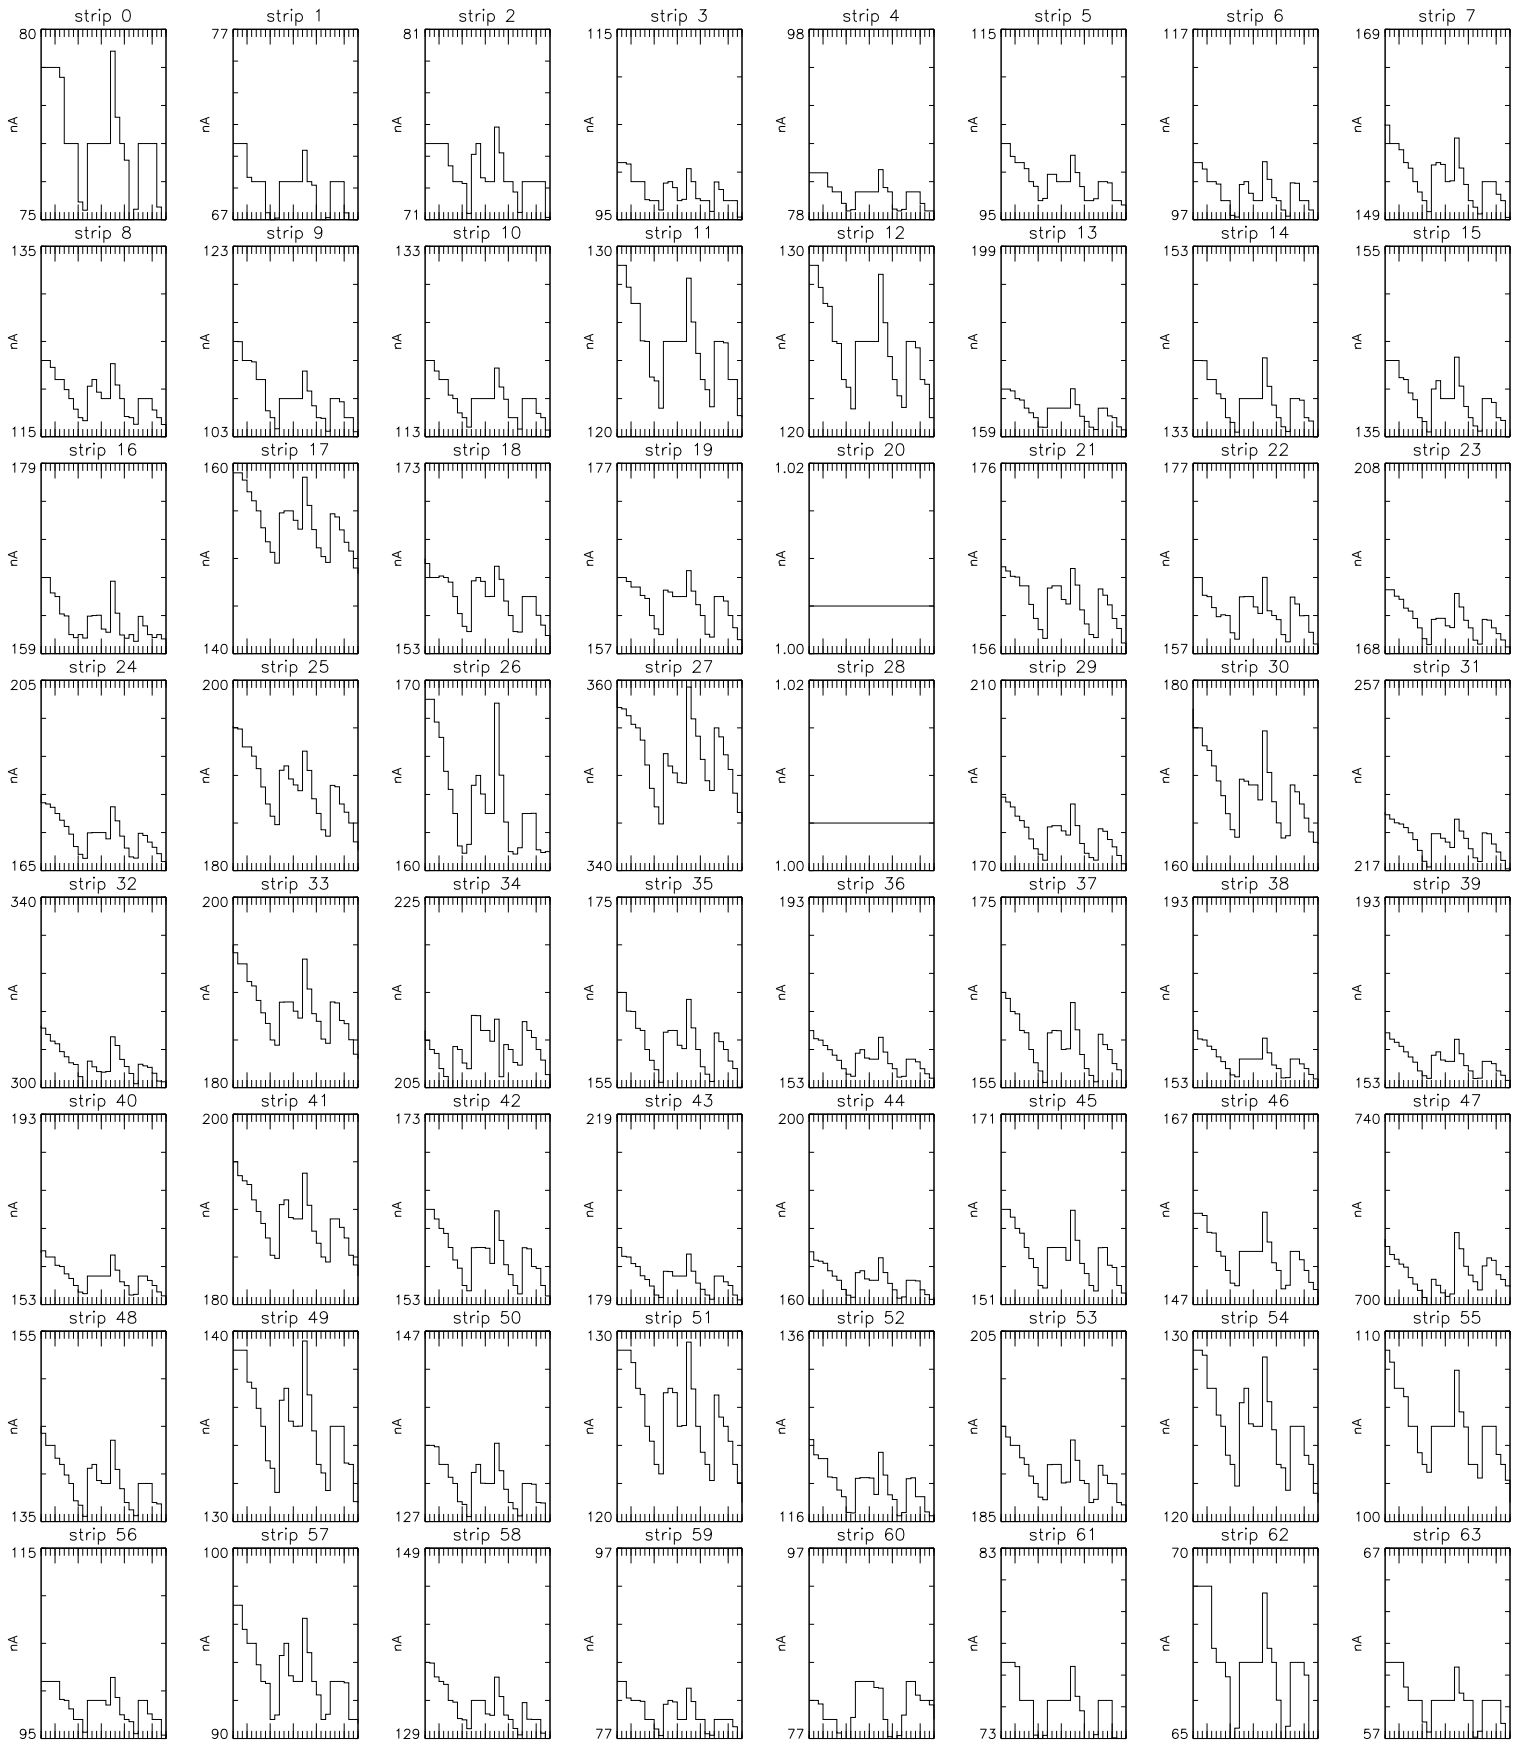 strip 0 strip 1 strip 2 strip 3 strip 4 strip 5 strip 6 strip 7
80 77 81 115 98 115 117 169
nA nA nA nA nA nA nA nA
75 67 71 95 78 95 97 149
strip 8 strip 9 strip 10 strip 11 strip 12 strip 13 strip 14 strip 15
135 123 133 130 130 199 153 155
nA nA nA nA nA nA nA nA
115 103 113 120 120 159 133 135
strip 16 strip 17 strip 18 strip 19 strip 20 strip 21 strip 22 strip 23
179 160 173 177 1.02 176 177 208
nA nA nA nA nA nA nA nA
159 140 153 157 1.00 156 157 168
strip 24 strip 25 strip 26 strip 27 strip 28 strip 29 strip 30 strip 31
205 200 170 360 1.02 210 180 257
nA nA nA nA nA nA nA nA
165 180 160 340 1.00 170 160 217
strip 32 strip 33 strip 34 strip 35 strip 36 strip 37 strip 38 strip 39
340 200 225 175 193 175 193 193
nA nA nA nA nA nA nA nA
300 180 205 155 153 155 153 153
strip 40 strip 41 strip 42 strip 43 strip 44 strip 45 strip 46 strip 47
193 200 173 219 200 171 167 740
nA nA nA nA nA nA nA nA
153 180 153 179 160 151 147 700
strip 48 strip 49 strip 50 strip 51 strip 52 strip 53 strip 54 strip 55
155 140 147 130 136 205 130 110
nA nA nA nA nA nA nA nA
135 130 127 120 116 185 120 100
strip 56 strip 57 strip 58 strip 59 strip 60 strip 61 strip 62 strip 63
115 100 149 97 97 83 70 67
nA nA nA nA nA nA nA nA
95 90 129 77 77 73 65 57